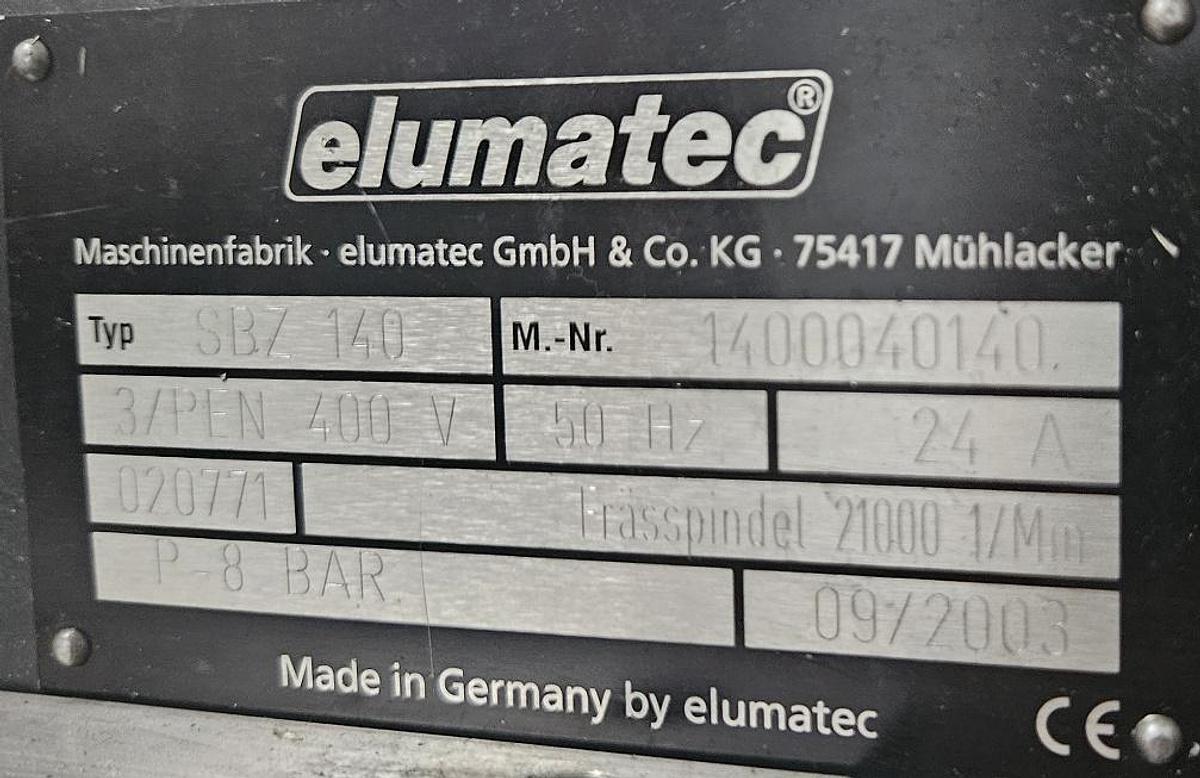 elumatec®
Maschinenfabrik · elumatec GmbH & Co. KG · 75417 Mühlacker
Typ SBZ 140 M.-Nr. 1400040140
3/PEN 400 V 50 Hz 24 A
020771 Frässpindel 21000 1/Min
P-8 BAR 09/2003
Made in Germany by elumatec CE